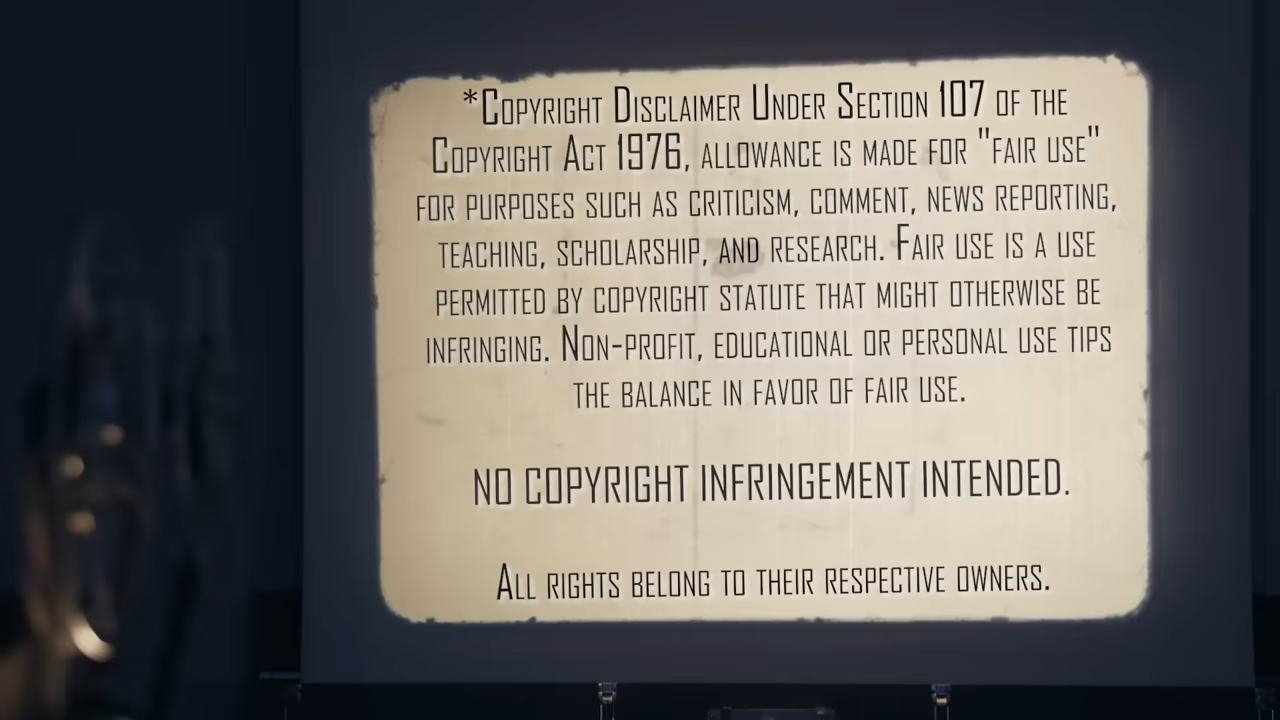 *Copyright Disclaimer Under Section 107 of the
Copyright Act 1976, allowance is made for "fair use"
for purposes such as criticism, comment, news reporting,
teaching, scholarship, and research. Fair use is a use
permitted by copyright statute that might otherwise be
infringing. Non-profit, educational or personal use tips
the balance in favor of fair use.
NO COPYRIGHT INFRINGEMENT INTENDED.
All rights belong to their respective owners.